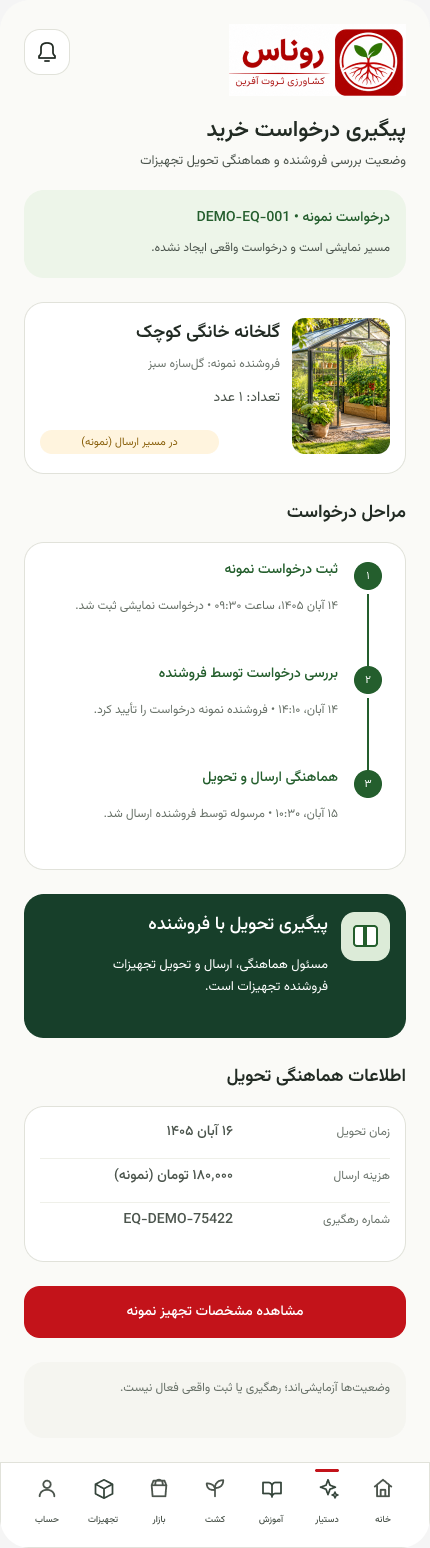 روناس
کشاورزی ثروت آفرین
پیگیری درخواست خرید
وضعیت بررسی فروشنده و هماهنگی تحویل تجهیزات
درخواست نمونه • DEMO-EQ-001
مسیر نمایشی است و درخواست واقعی ایجاد نشده.
گلخانه خانگی کوچک
فروشنده نمونه: گل‌سازه سبز
تعداد: ۱ عدد
در مسیر ارسال (نمونه)
مراحل درخواست
۱
ثبت درخواست نمونه
۱۴ آبان ۱۴۰۵، ساعت ۰۹:۳۰ • درخواست نمایشی ثبت شد.
۲
بررسی درخواست توسط فروشنده
۱۴ آبان، ۱۴:۱۰ • فروشنده نمونه درخواست را تأیید کرد.
۳
هماهنگی ارسال و تحویل
۱۵ آبان، ۱۰:۳۰ • مرسوله توسط فروشنده ارسال شد.
پیگیری تحویل با فروشنده
مسئول هماهنگی، ارسال و تحویل تجهیزات
فروشنده تجهیزات است.
اطلاعات هماهنگی تحویل
زمان تحویل ۱۶ آبان ۱۴۰۵
هزینه ارسال ۱۸۰,۰۰۰ تومان (نمونه)
شماره رهگیری EQ-DEMO-75422
مشاهده مشخصات تجهیز نمونه
وضعیت‌ها آزمایشی‌اند؛ رهگیری یا ثبت واقعی فعال نیست.
خانه دستیار آموزش کشت بازار تجهیزات حساب